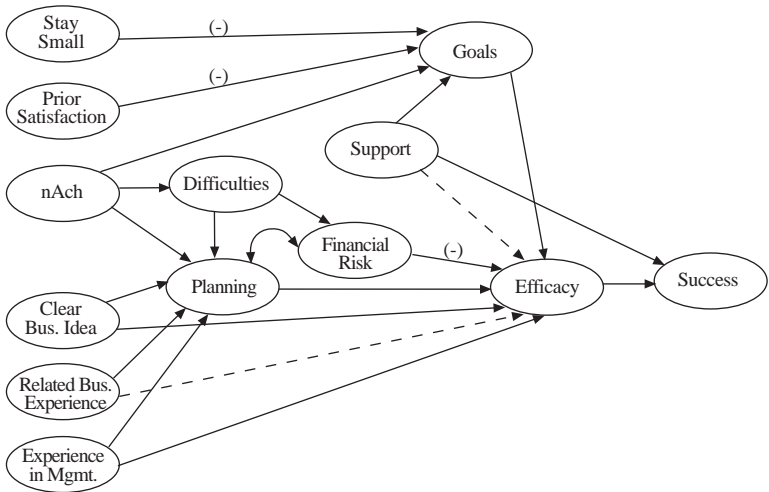 Stay
Small
(-)
Goals
(-)
Prior
Satisfaction
Support
nAch
Difficulties
Financial
Risk
(-)
Planning
Efficacy
Success
Clear
Bus. Idea
Related Bus.
Experience
Experience
in Mgmt.